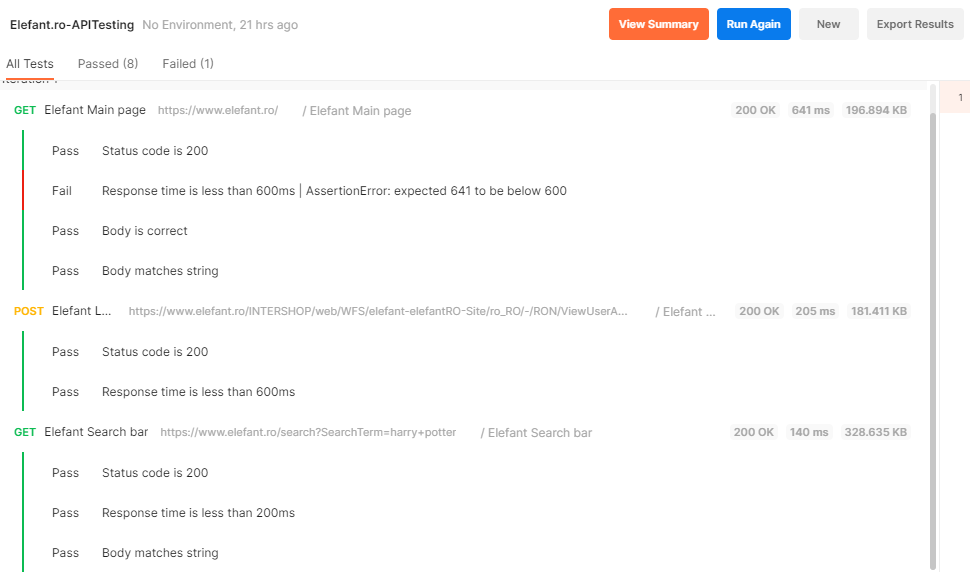 Elefant.ro-APITesting No Environment, 21 hrs ago View Summary Run Again New Export Results
All Tests Passed (8) Failed (1)
Iteration 1
1
GET Elefant Main page https://www.elefant.ro/ / Elefant Main page 200 OK 641 ms 196.894 KB
Pass Status code is 200
Fail Response time is less than 600ms | AssertionError: expected 641 to be below 600
Pass Body is correct
Pass Body matches string
POST Elefant L... https://www.elefant.ro/INTERSHOP/web/WFS/elefant-elefantRO-Site/ro_RO/-/RON/ViewUserA... / Elefant ... 200 OK 205 ms 181.411 KB
Pass Status code is 200
Pass Response time is less than 600ms
GET Elefant Search bar https://www.elefant.ro/search?SearchTerm=harry+potter / Elefant Search bar 200 OK 140 ms 328.635 KB
Pass Status code is 200
Pass Response time is less than 200ms
Pass Body matches string